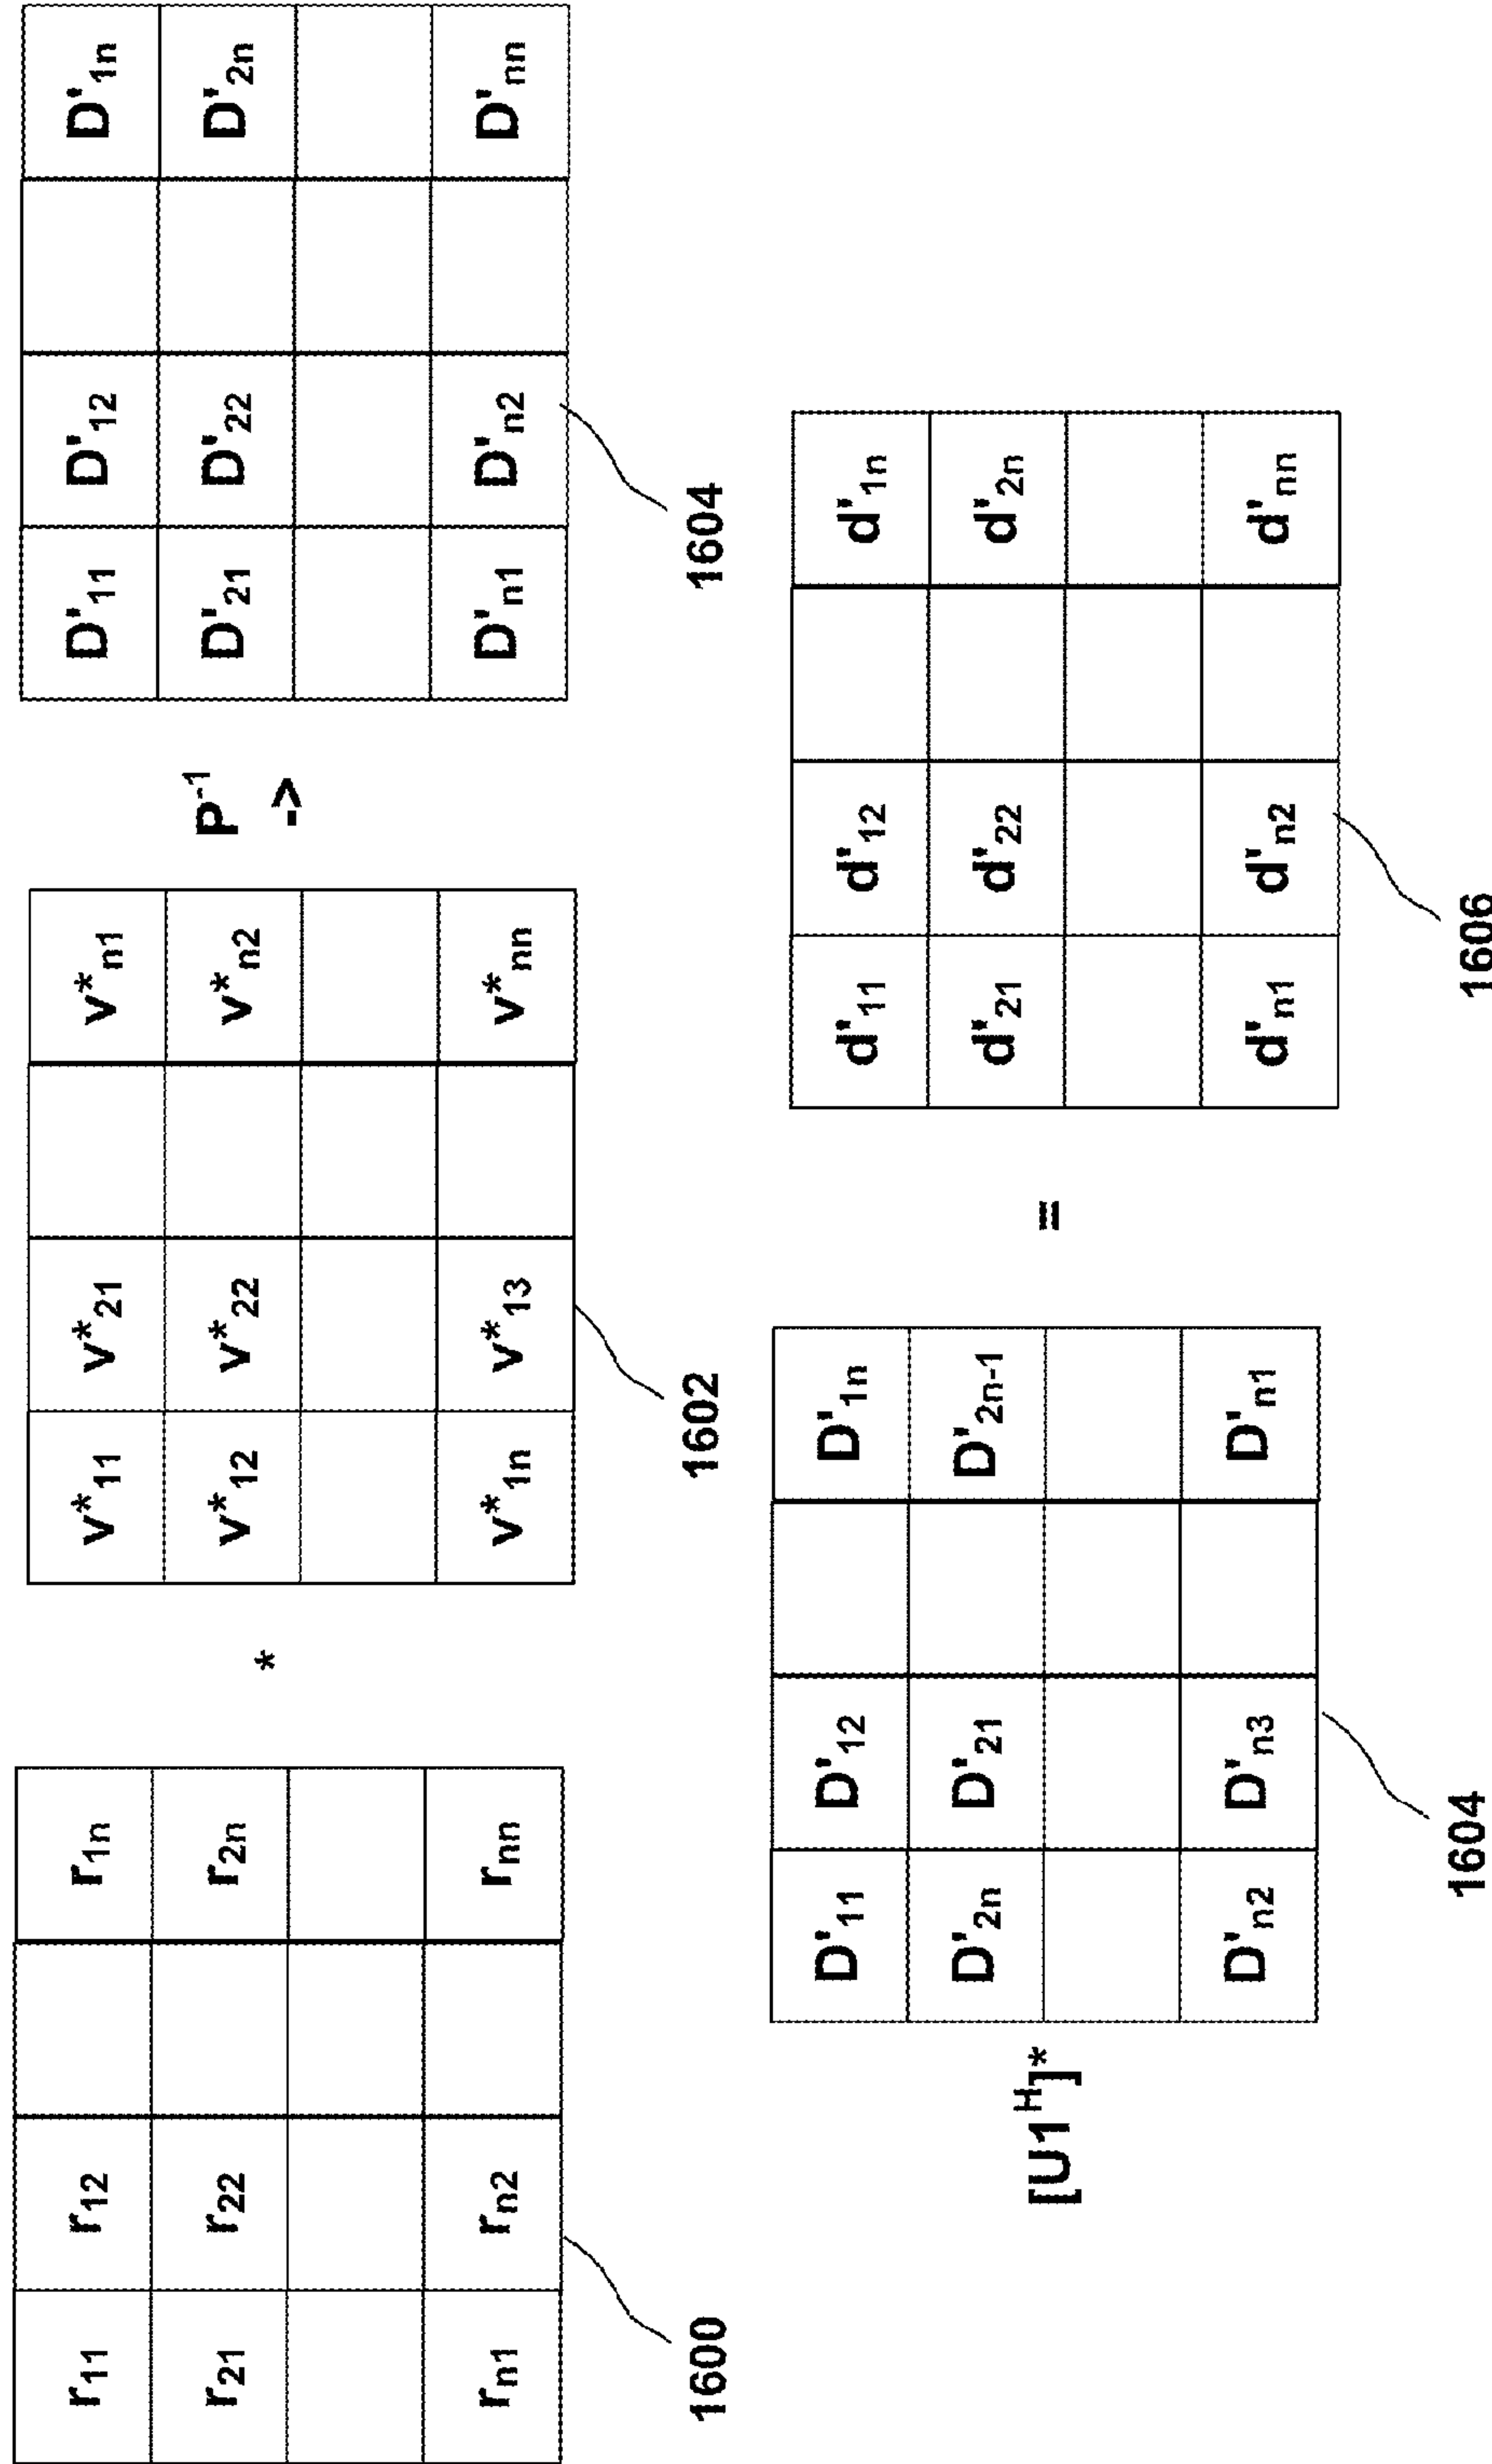 r11 r12 r1n
r21 r22 r2n
rn1 rn2 rnn
1600
*
v*11 v*21 v*n1
v*12 v*22 v*n2
v*1n v*13 v*nn
1602
P-1
->
D'11 D'12 D'1n
D'21 D'22 D'2n
D'n1 D'n2 D'nn
1604
[U1H]*
D'11 D'12 D'1n
D'2n D'21 D'2n-1
D'n2 D'n3 D'n1
1604
=
d'11 d'12 d'1n
d'21 d'22 d'2n
d'n1 d'n2 d'nn
1606